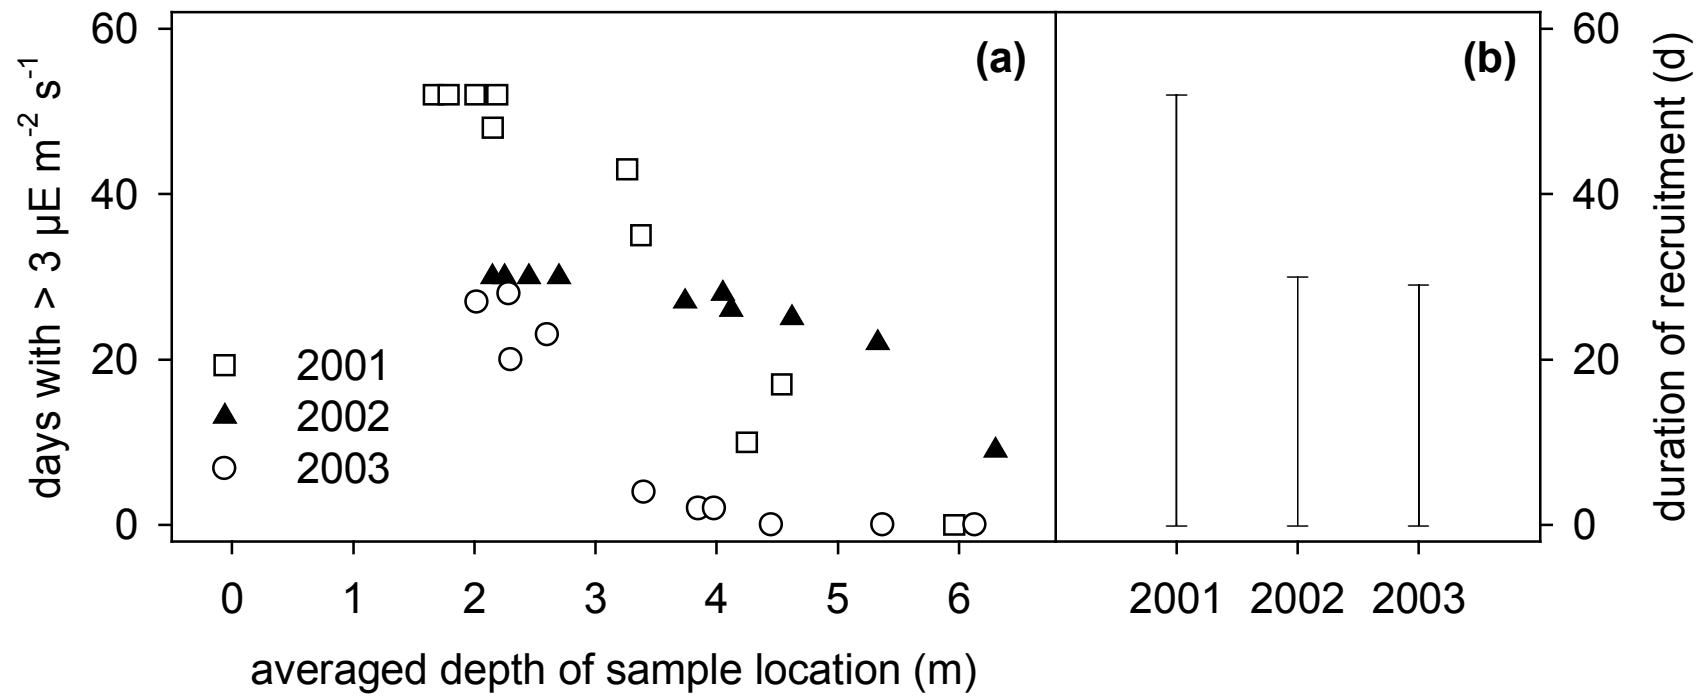 60
40
20
0
days with > 3 µE m-2 s-1
(a)
2001
2002
2003
0 1 2 3 4 5 6
averaged depth of sample location (m)
(b)
60
40
20
0
duration of recruitment (d)
2001 2002 2003